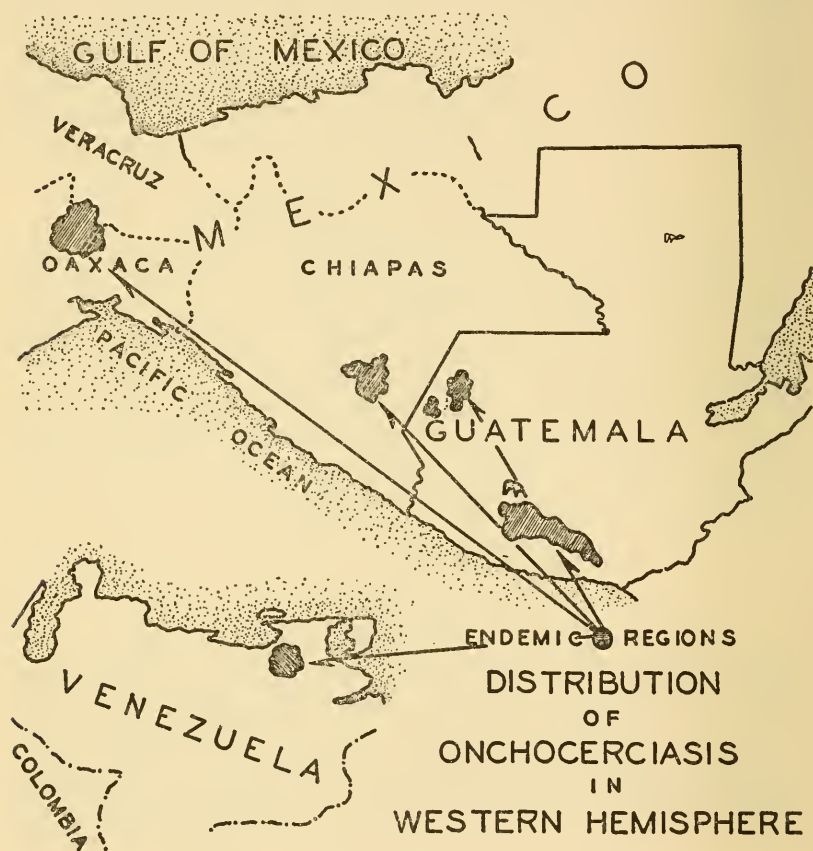 GULF OF MEXICO
VERACRUZ
MEXICO
OAXACA
CHIAPAS
PACIFIC
OCEAN
GUATEMALA
ENDEMIC REGIONS
VENEZUELA
COLOMBIA
DISTRIBUTION
OF
ONCHOCERCIASIS
IN
WESTERN HEMISPHERE